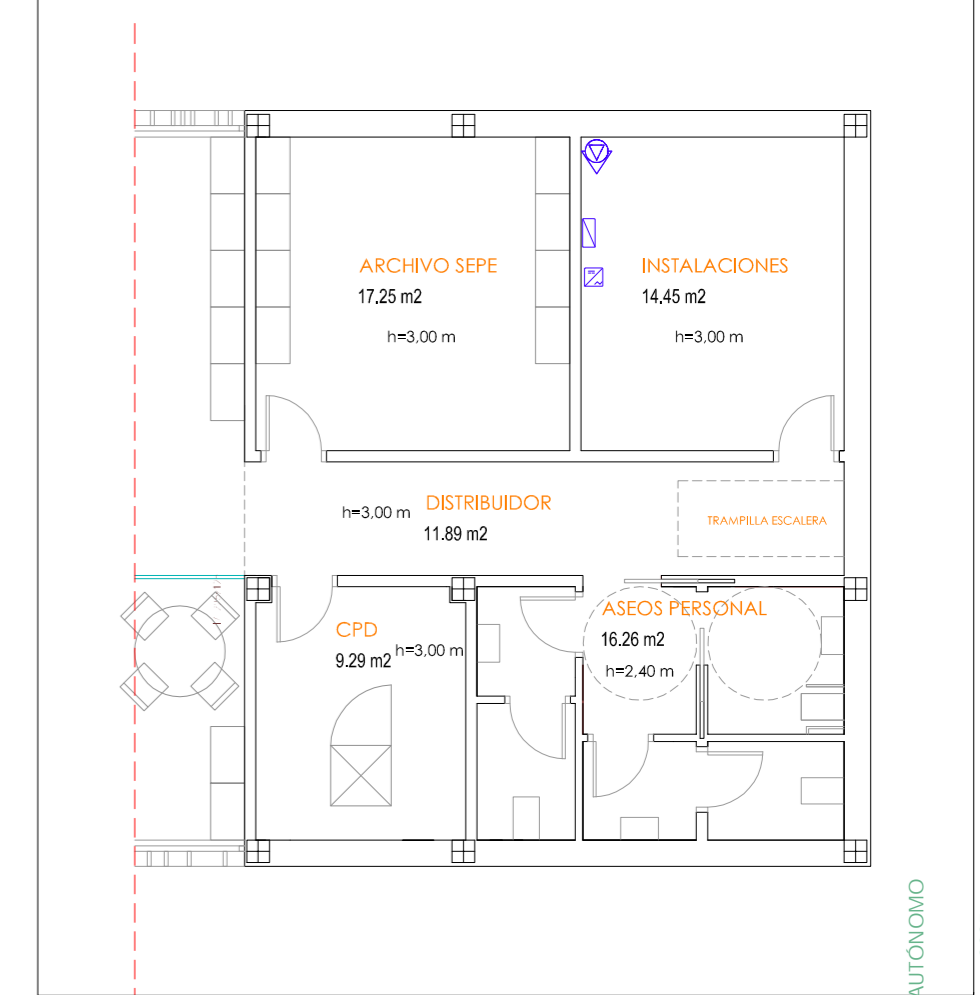 ARCHIVO SEPE
17.25 m2
h=3,00 m
INSTALACIONES
14.45 m2
h=3,00 m
h=3,00 m
DISTRIBUIDOR
11.89 m2
TRAMPILLA ESCALERA
CPD
9.29 m2
h=3,00 m
ASEOS PERSONAL
16.26 m2
h=2,40 m
AUTÓNOMO